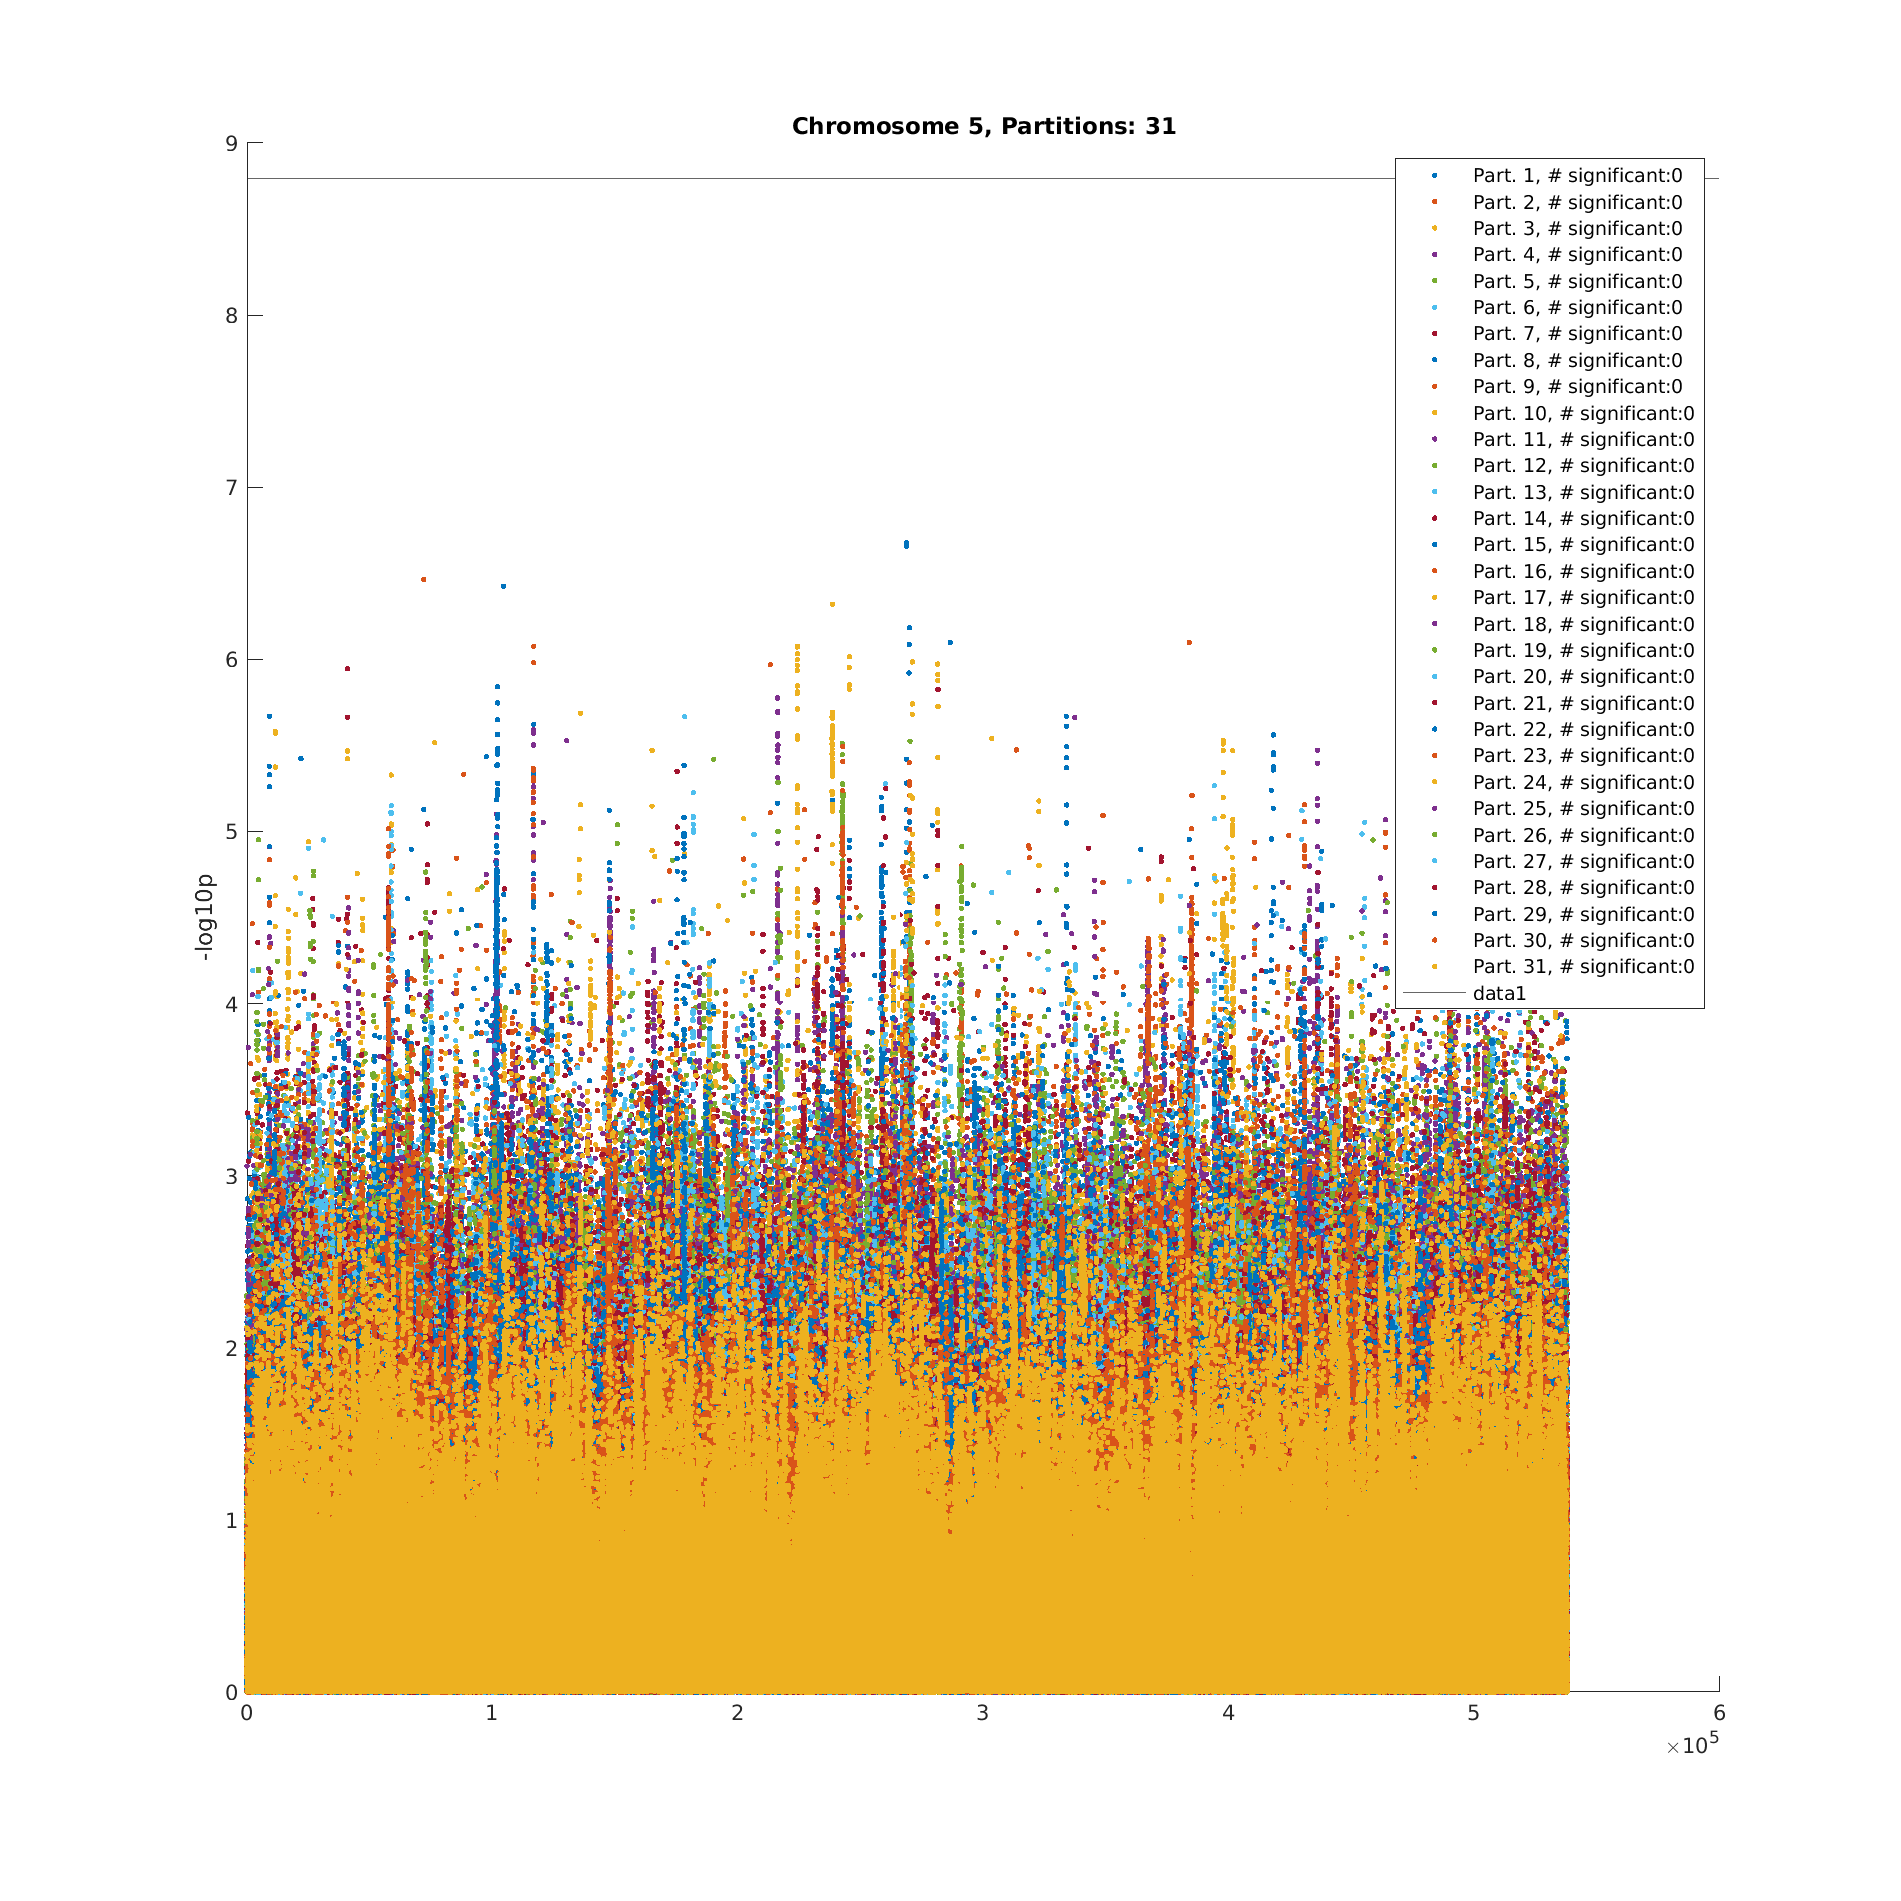 Chromosome 5, Partitions: 31
9
8
7
6
5
4
3
2
1
0
-log10p
Part. 1, # significant:0
Part. 2, # significant:0
Part. 3, # significant:0
Part. 4, # significant:0
Part. 5, # significant:0
Part. 6, # significant:0
Part. 7, # significant:0
Part. 8, # significant:0
Part. 9, # significant:0
Part. 10, # significant:0
Part. 11, # significant:0
Part. 12, # significant:0
Part. 13, # significant:0
Part. 14, # significant:0
Part. 15, # significant:0
Part. 16, # significant:0
Part. 17, # significant:0
Part. 18, # significant:0
Part. 19, # significant:0
Part. 20, # significant:0
Part. 21, # significant:0
Part. 22, # significant:0
Part. 23, # significant:0
Part. 24, # significant:0
Part. 25, # significant:0
Part. 26, # significant:0
Part. 27, # significant:0
Part. 28, # significant:0
Part. 29, # significant:0
Part. 30, # significant:0
Part. 31, # significant:0
data1
0 1 2 3 4 5 6
×10^5